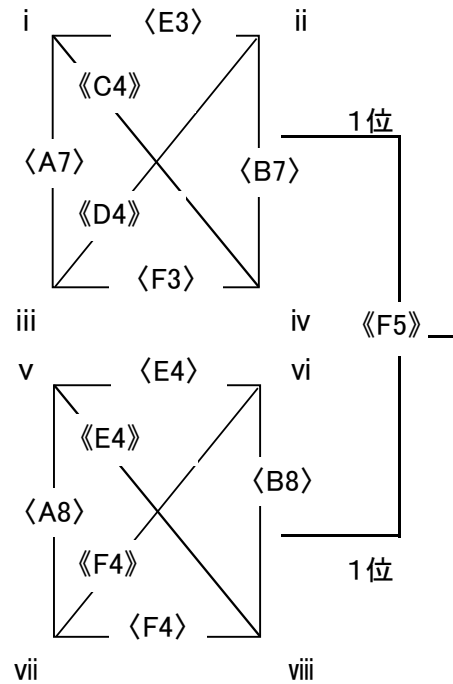 ⅰ 〈E3〉 ⅱ
《C4》
1位
〈A7〉 〈B7〉
《D4》
〈F3〉
ⅲ ⅳ 《F5》
ⅴ 〈E4〉 ⅵ
《E4》
〈B8〉
〈A8〉
《F4》 1位
〈F4〉
ⅶ ⅷ